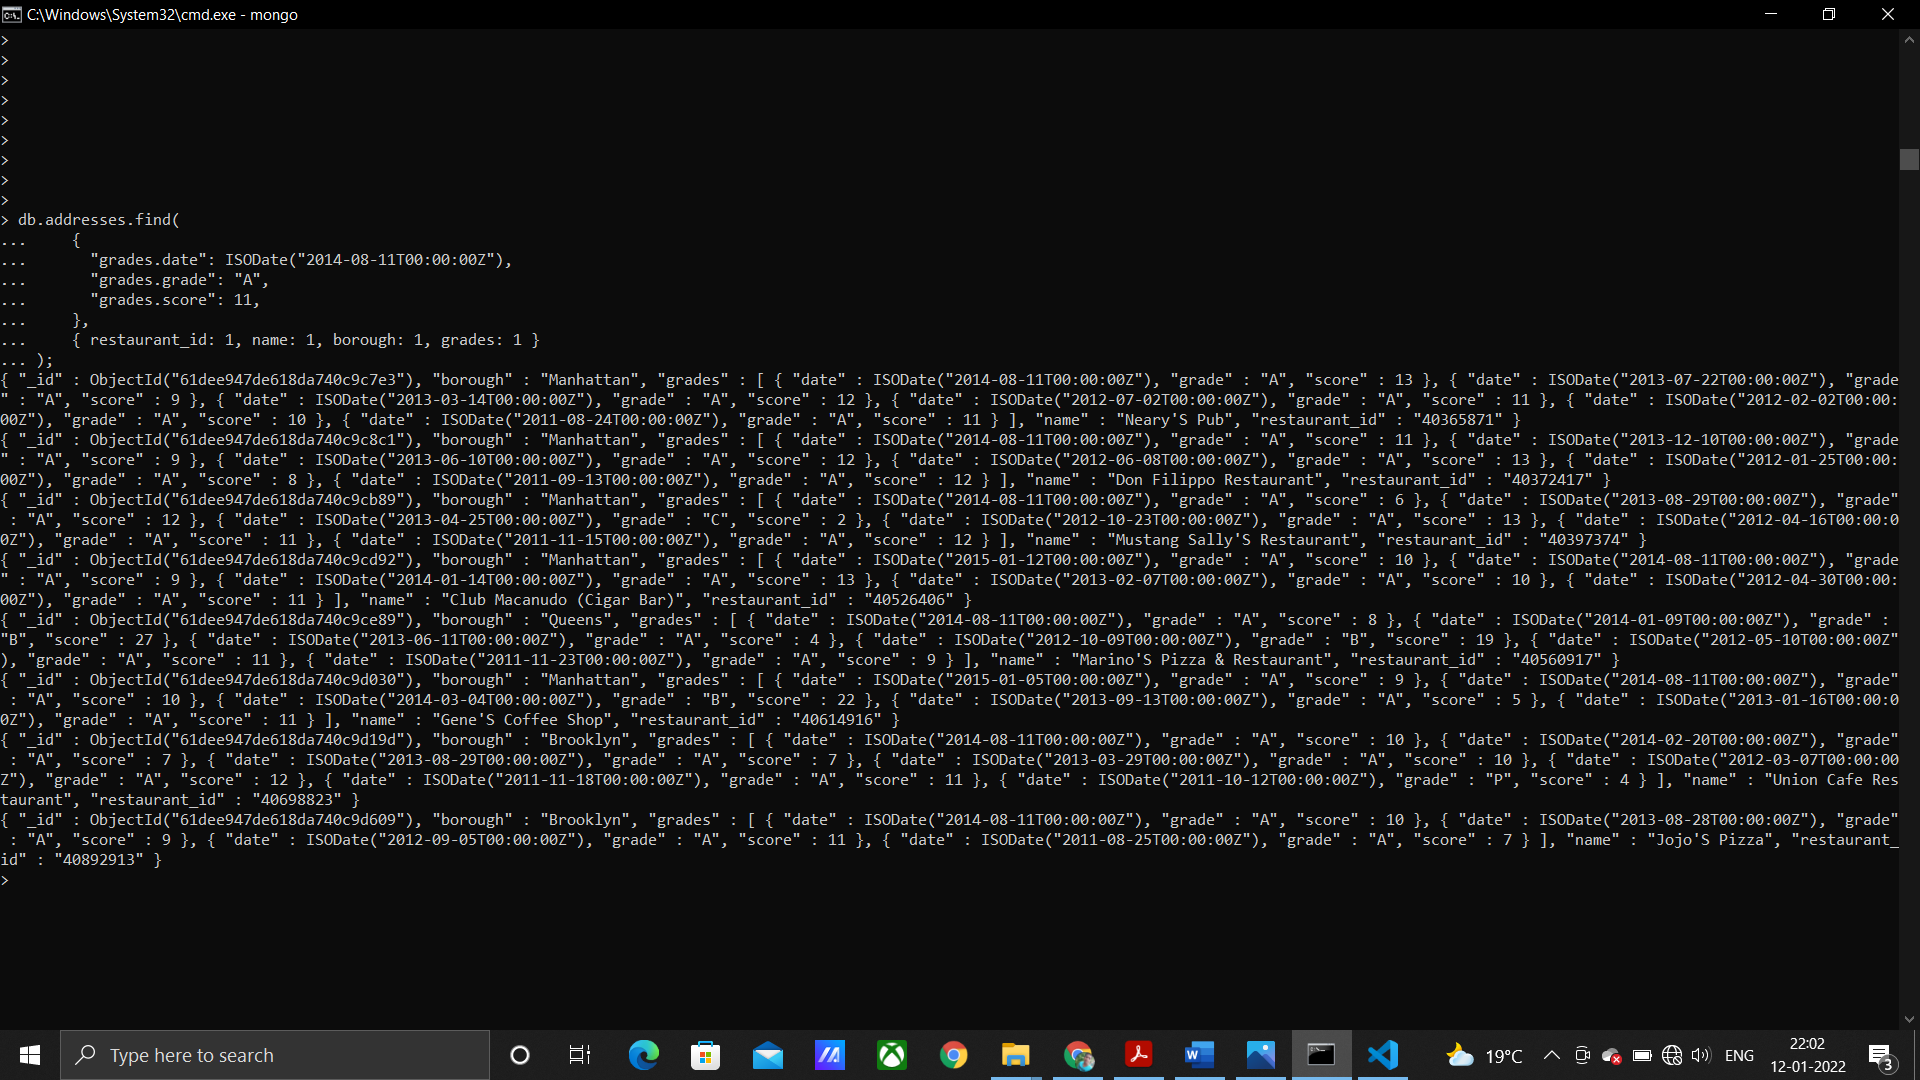 C:\Windows\System32\cmd.exe - mongo
>
>
>
>
>
>
>
>
>
> db.addresses.find(
...     {
...       "grades.date": ISODate("2014-08-11T00:00:00Z"),
...       "grades.grade": "A",
...       "grades.score": 11,
...     },
...     { restaurant_id: 1, name: 1, borough: 1, grades: 1 }
... );
{ "_id" : ObjectId("61dee947de618da740c9c7e3"), "borough" : "Manhattan", "grades" : [ { "date" : ISODate("2014-08-11T00:00:00Z"), "grade" : "A", "score" : 13 }, { "date" : ISODate("2013-07-22T00:00:00Z"), "grade
" : "A", "score" : 9 }, { "date" : ISODate("2013-03-14T00:00:00Z"), "grade" : "A", "score" : 12 }, { "date" : ISODate("2012-07-02T00:00:00Z"), "grade" : "A", "score" : 11 }, { "date" : ISODate("2012-02-02T00:00:
00Z"), "grade" : "A", "score" : 10 }, { "date" : ISODate("2011-08-24T00:00:00Z"), "grade" : "A", "score" : 11 } ], "name" : "Neary'S Pub", "restaurant_id" : "40365871" }
{ "_id" : ObjectId("61dee947de618da740c9c8c1"), "borough" : "Manhattan", "grades" : [ { "date" : ISODate("2014-08-11T00:00:00Z"), "grade" : "A", "score" : 11 }, { "date" : ISODate("2013-12-10T00:00:00Z"), "grade
" : "A", "score" : 9 }, { "date" : ISODate("2013-06-10T00:00:00Z"), "grade" : "A", "score" : 12 }, { "date" : ISODate("2012-06-08T00:00:00Z"), "grade" : "A", "score" : 13 }, { "date" : ISODate("2012-01-25T00:00:
00Z"), "grade" : "A", "score" : 8 }, { "date" : ISODate("2011-09-13T00:00:00Z"), "grade" : "A", "score" : 12 } ], "name" : "Don Filippo Restaurant", "restaurant_id" : "40372417" }
{ "_id" : ObjectId("61dee947de618da740c9cb89"), "borough" : "Manhattan", "grades" : [ { "date" : ISODate("2014-08-11T00:00:00Z"), "grade" : "A", "score" : 6 }, { "date" : ISODate("2013-08-29T00:00:00Z"), "grade"
 : "A", "score" : 12 }, { "date" : ISODate("2013-04-25T00:00:00Z"), "grade" : "C", "score" : 2 }, { "date" : ISODate("2012-10-23T00:00:00Z"), "grade" : "A", "score" : 13 }, { "date" : ISODate("2012-04-16T00:00:0
0Z"), "grade" : "A", "score" : 11 }, { "date" : ISODate("2011-11-15T00:00:00Z"), "grade" : "A", "score" : 12 } ], "name" : "Mustang Sally'S Restaurant", "restaurant_id" : "40397374" }
{ "_id" : ObjectId("61dee947de618da740c9cd92"), "borough" : "Manhattan", "grades" : [ { "date" : ISODate("2015-01-12T00:00:00Z"), "grade" : "A", "score" : 10 }, { "date" : ISODate("2014-08-11T00:00:00Z"), "grade
" : "A", "score" : 9 }, { "date" : ISODate("2014-01-14T00:00:00Z"), "grade" : "A", "score" : 13 }, { "date" : ISODate("2013-02-07T00:00:00Z"), "grade" : "A", "score" : 10 }, { "date" : ISODate("2012-04-30T00:00:
00Z"), "grade" : "A", "score" : 11 } ], "name" : "Club Macanudo (Cigar Bar)", "restaurant_id" : "40526406" }
{ "_id" : ObjectId("61dee947de618da740c9ce89"), "borough" : "Queens", "grades" : [ { "date" : ISODate("2014-08-11T00:00:00Z"), "grade" : "A", "score" : 8 }, { "date" : ISODate("2014-01-09T00:00:00Z"), "grade" :
"B", "score" : 27 }, { "date" : ISODate("2013-06-11T00:00:00Z"), "grade" : "A", "score" : 4 }, { "date" : ISODate("2012-10-09T00:00:00Z"), "grade" : "B", "score" : 19 }, { "date" : ISODate("2012-05-10T00:00:00Z"
), "grade" : "A", "score" : 11 }, { "date" : ISODate("2011-11-23T00:00:00Z"), "grade" : "A", "score" : 9 } ], "name" : "Marino'S Pizza & Restaurant", "restaurant_id" : "40560917" }
{ "_id" : ObjectId("61dee947de618da740c9d030"), "borough" : "Manhattan", "grades" : [ { "date" : ISODate("2015-01-05T00:00:00Z"), "grade" : "A", "score" : 9 }, { "date" : ISODate("2014-08-11T00:00:00Z"), "grade"
 : "A", "score" : 10 }, { "date" : ISODate("2014-03-04T00:00:00Z"), "grade" : "B", "score" : 22 }, { "date" : ISODate("2013-09-13T00:00:00Z"), "grade" : "A", "score" : 5 }, { "date" : ISODate("2013-01-16T00:00:0
0Z"), "grade" : "A", "score" : 11 } ], "name" : "Gene'S Coffee Shop", "restaurant_id" : "40614916" }
{ "_id" : ObjectId("61dee947de618da740c9d19d"), "borough" : "Brooklyn", "grades" : [ { "date" : ISODate("2014-08-11T00:00:00Z"), "grade" : "A", "score" : 10 }, { "date" : ISODate("2014-02-20T00:00:00Z"), "grade"
 : "A", "score" : 7 }, { "date" : ISODate("2013-08-29T00:00:00Z"), "grade" : "A", "score" : 7 }, { "date" : ISODate("2013-03-29T00:00:00Z"), "grade" : "A", "score" : 10 }, { "date" : ISODate("2012-03-07T00:00:00
Z"), "grade" : "A", "score" : 12 }, { "date" : ISODate("2011-11-18T00:00:00Z"), "grade" : "A", "score" : 11 }, { "date" : ISODate("2011-10-12T00:00:00Z"), "grade" : "P", "score" : 4 } ], "name" : "Union Cafe Res
taurant", "restaurant_id" : "40698823" }
{ "_id" : ObjectId("61dee947de618da740c9d609"), "borough" : "Brooklyn", "grades" : [ { "date" : ISODate("2014-08-11T00:00:00Z"), "grade" : "A", "score" : 10 }, { "date" : ISODate("2013-08-28T00:00:00Z"), "grade"
 : "A", "score" : 9 }, { "date" : ISODate("2012-09-05T00:00:00Z"), "grade" : "A", "score" : 11 }, { "date" : ISODate("2011-08-25T00:00:00Z"), "grade" : "A", "score" : 7 } ], "name" : "Jojo'S Pizza", "restaurant_
id" : "40892913" }
>
Type here to search
19°C
ENG
22:02
12-01-2022
3